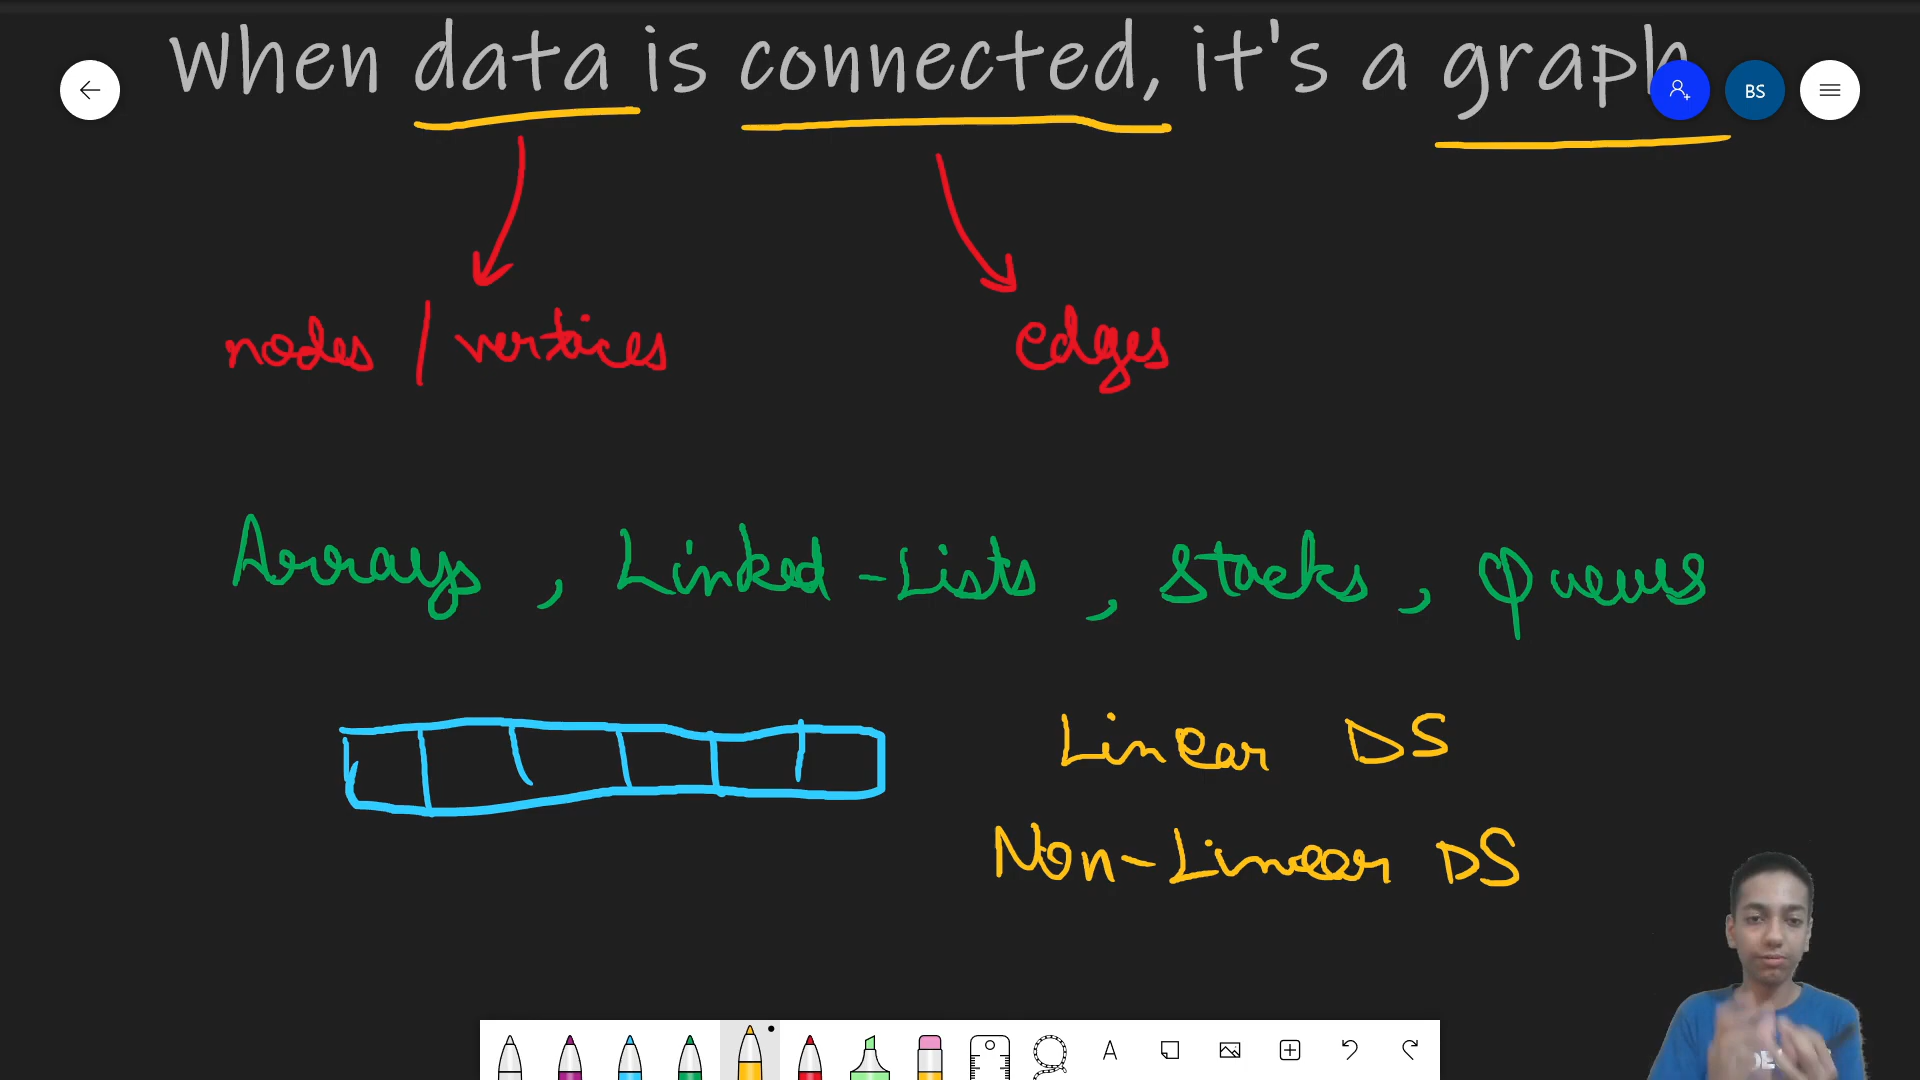 When data is connected, it's a graph
BS
nodes / vertices
edges
Arrays, Linked-Lists, Stacks, Queues
Linear DS
Non-Linear DS
A